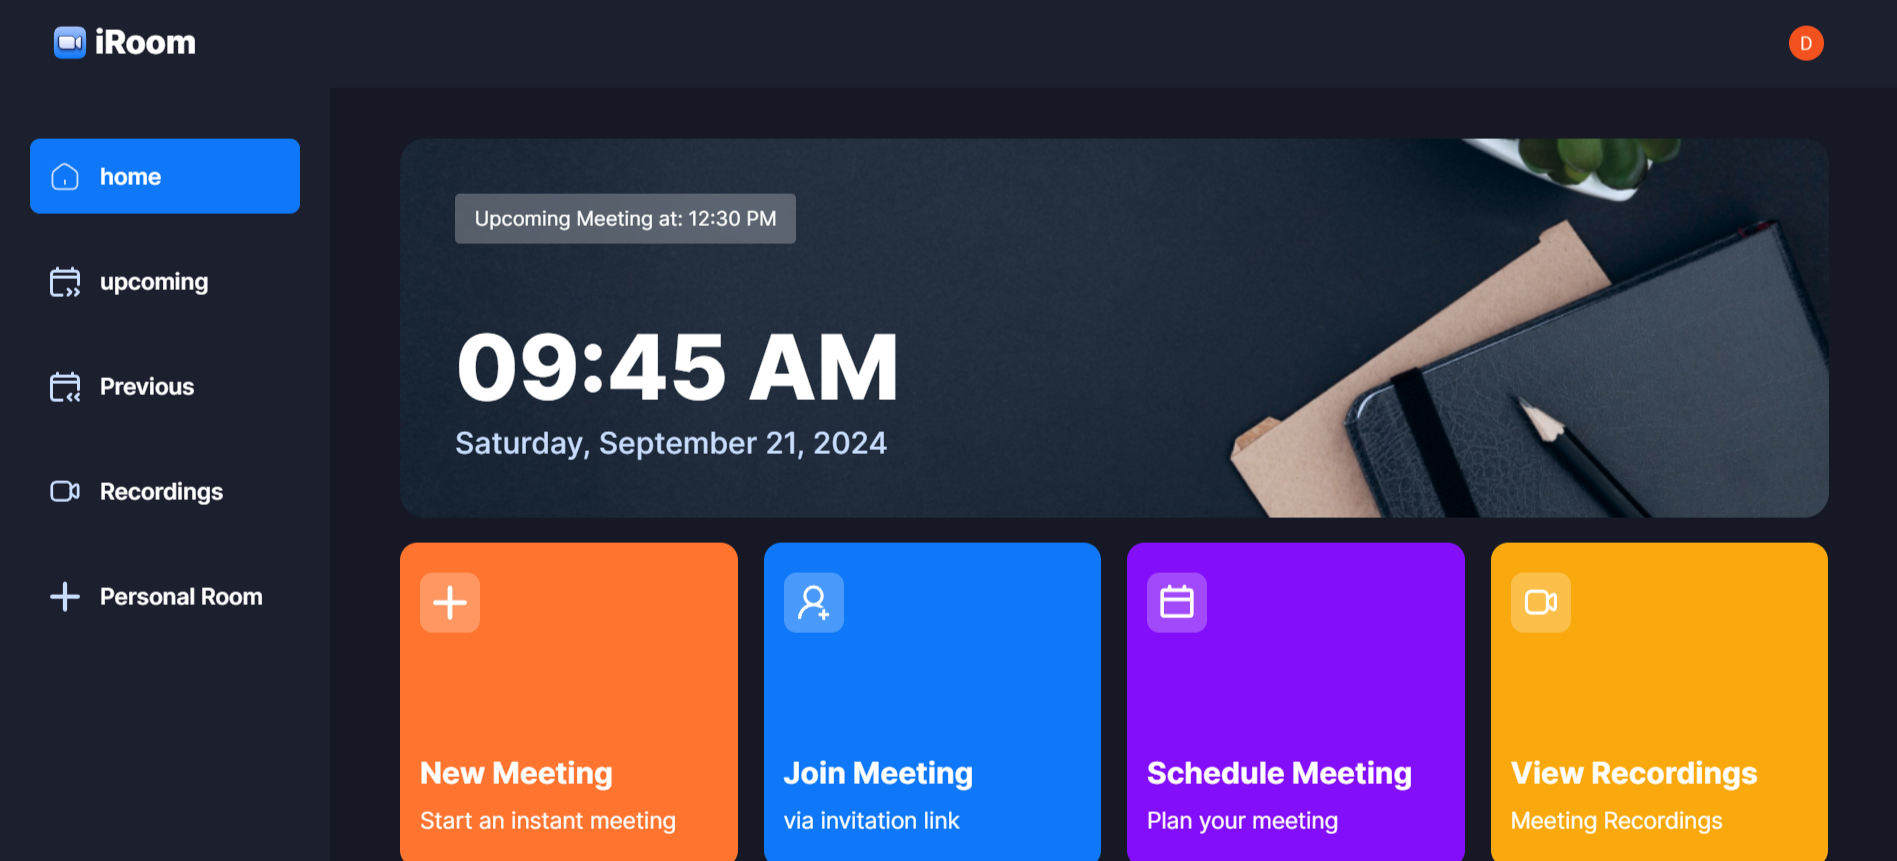 iRoom
D
home
upcoming
Previous
Recordings
Personal Room
Upcoming Meeting at: 12:30 PM
09:45 AM
Saturday, September 21, 2024
New Meeting
Start an instant meeting
Join Meeting
via invitation link
Schedule Meeting
Plan your meeting
View Recordings
Meeting Recordings